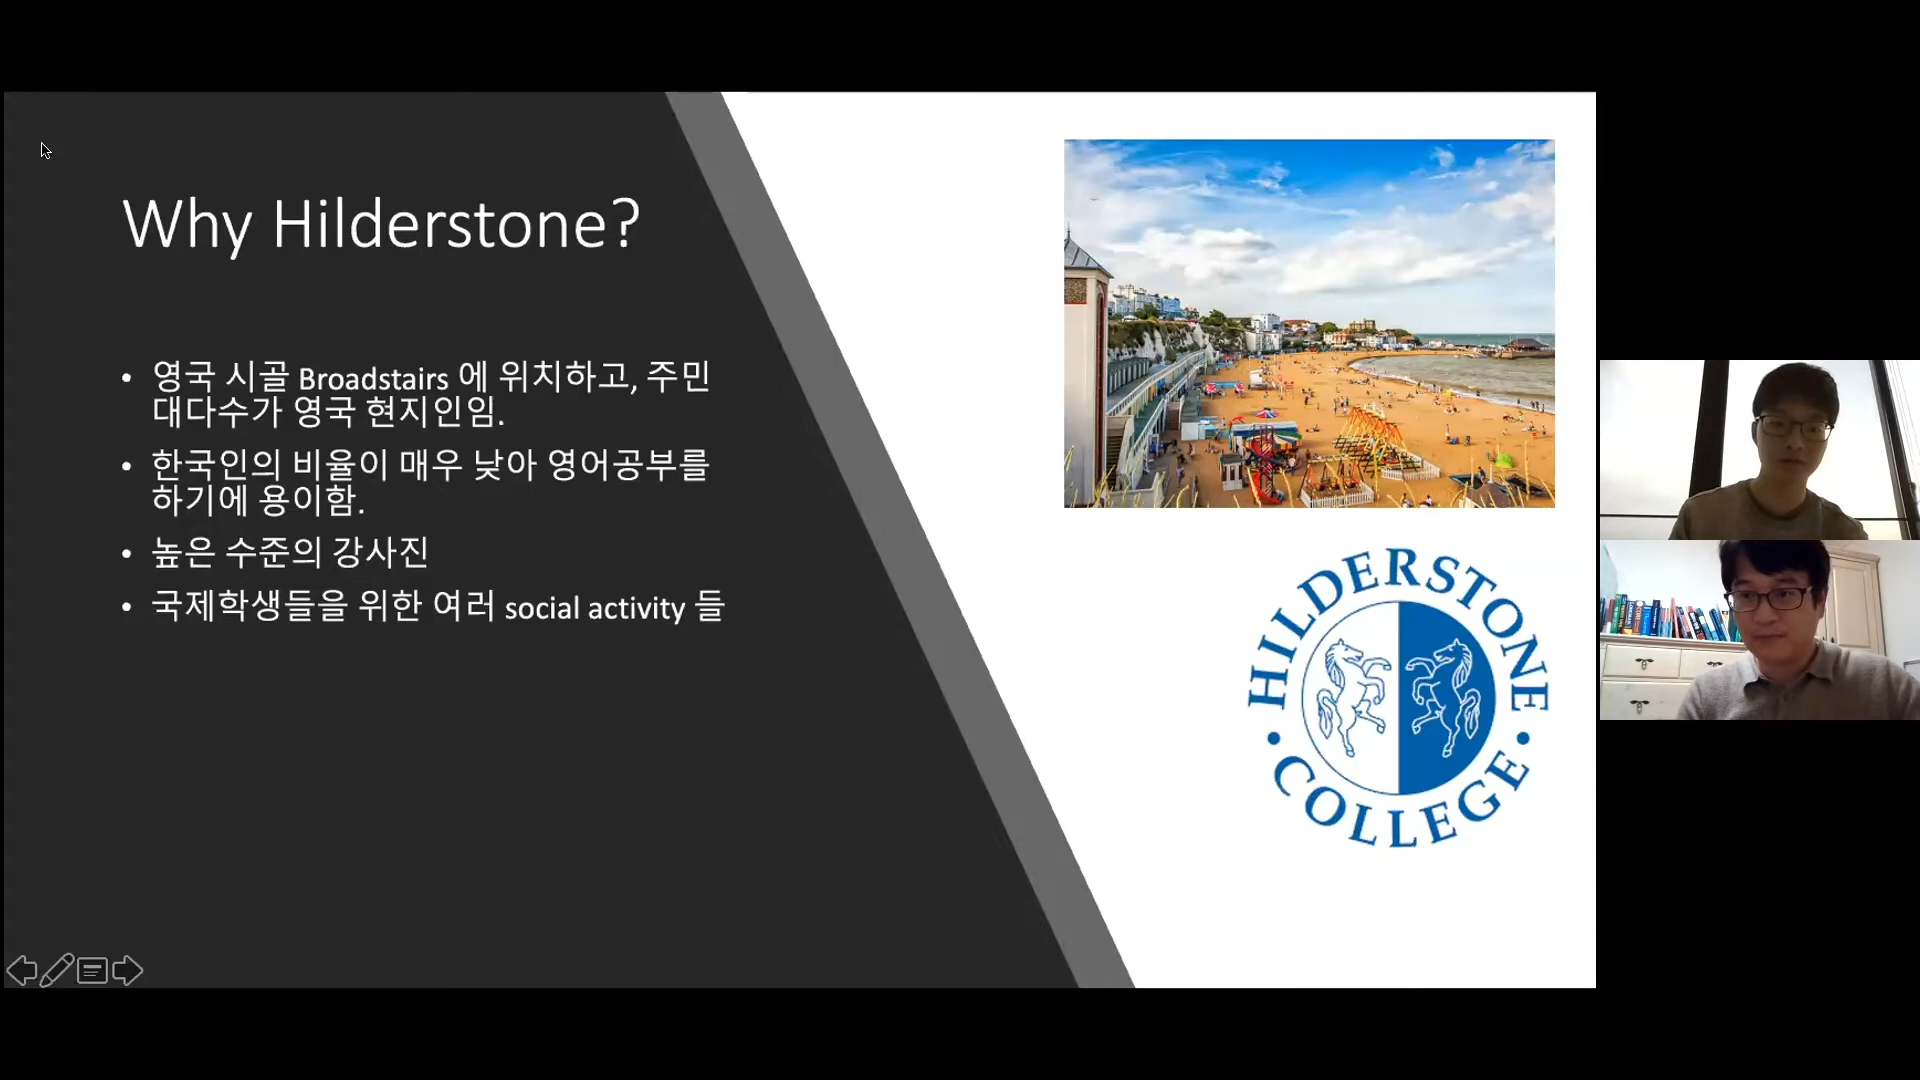 Why Hilderstone?
• 영국 시골 Broadstairs 에 위치하고, 주민
대다수가 영국 현지인임.
• 한국인의 비율이 매우 낮아 영어공부를
하기에 용이함.
• 높은 수준의 강사진
• 국제학생들을 위한 여러 social activity 들
HILDERSTONE
• COLLEGE •